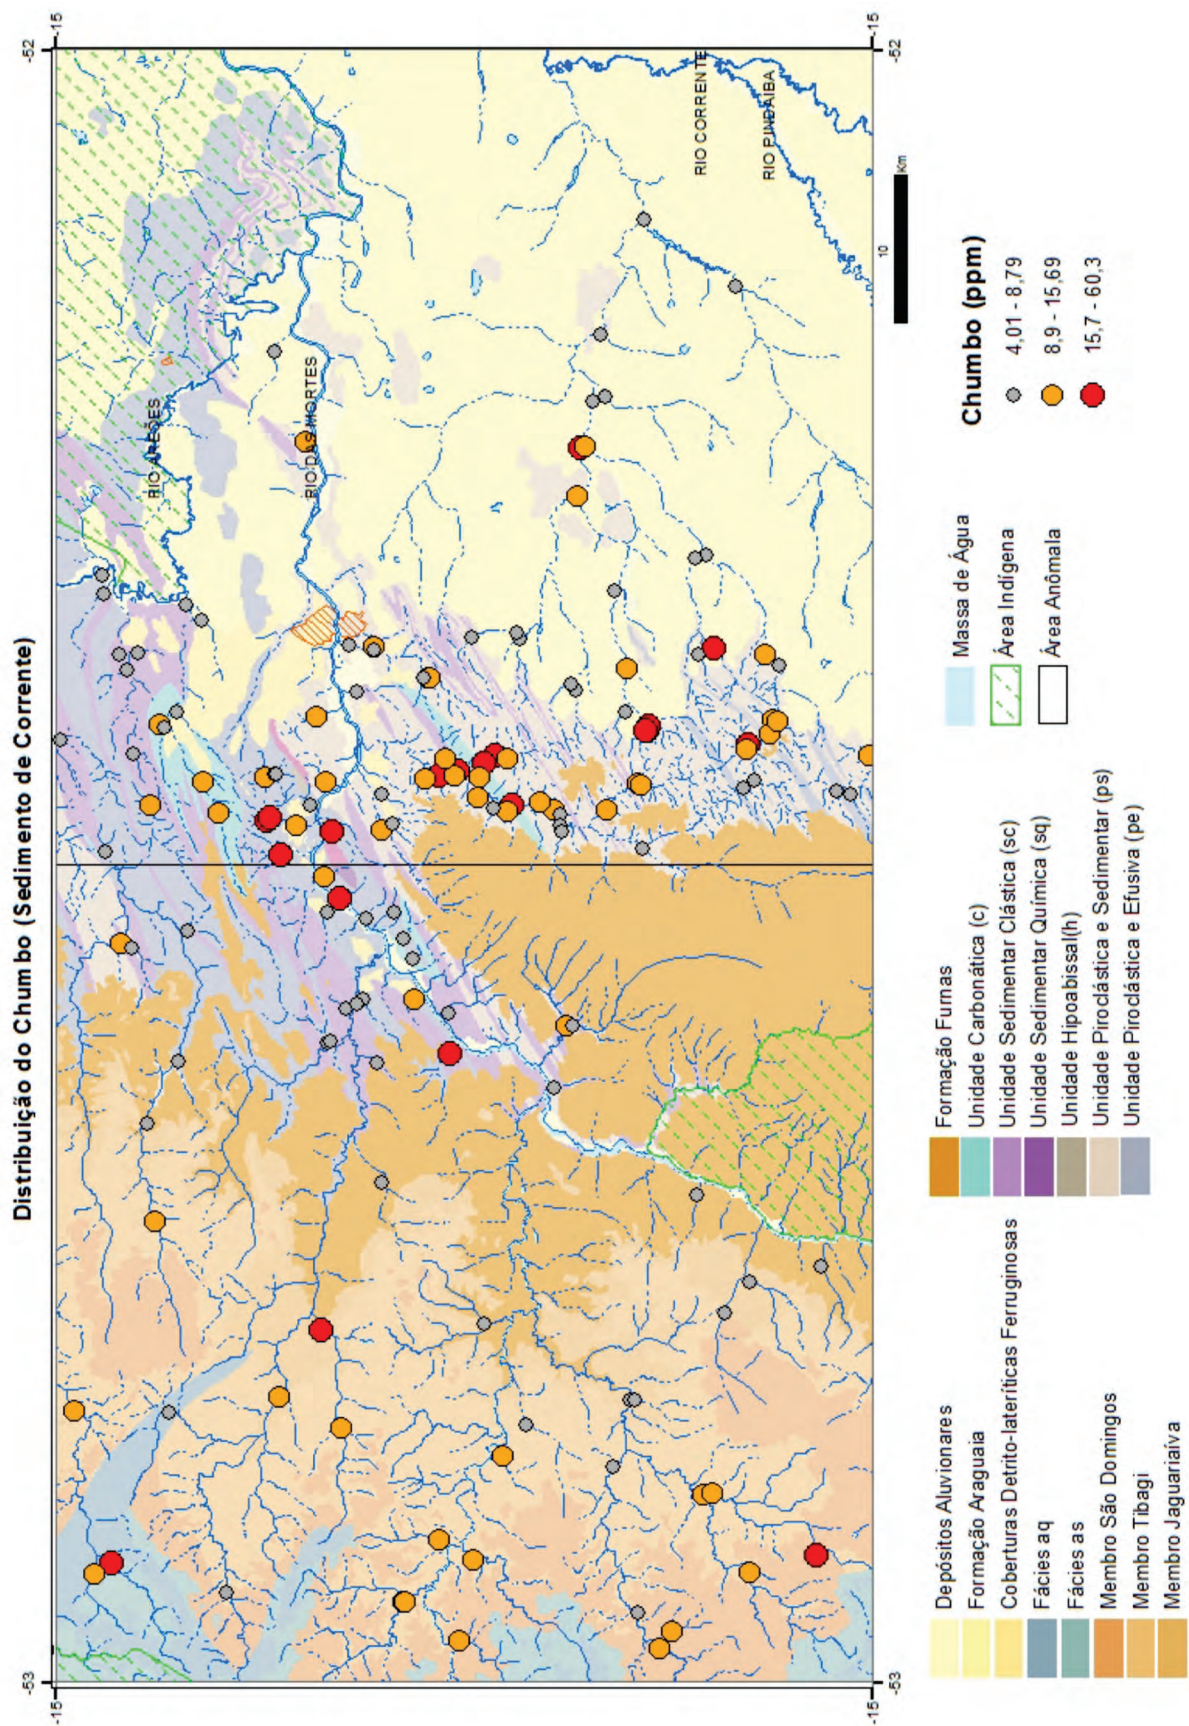 Distribuição do Chumbo (Sedimento de Corrente)
-53
-52
-15
-15
RIO AREÕES
RIO DAS MORTES
RIO CORRENTE
RIO PINDAÍBA
-15
-15
-53
-52
10
Km
Depósitos Aluvionares
Formação Araguaia
Coberturas Detrito-lateríticas Ferruginosas
Fácies aq
Fácies as
Membro São Domingos
Membro Tibagi
Membro Jaguariaíva
Formação Furnas
Unidade Carbonática (c)
Unidade Sedimentar Clástica (sc)
Unidade Sedimentar Química (sq)
Unidade Hipoabissal(h)
Unidade Piroclástica e Sedimentar (ps)
Unidade Piroclástica e Efusiva (pe)
Massa de Água
Área Indígena
Área Anômala
Chumbo (ppm)
4,01 - 8,79
8,9 - 15,69
15,7 - 60,3